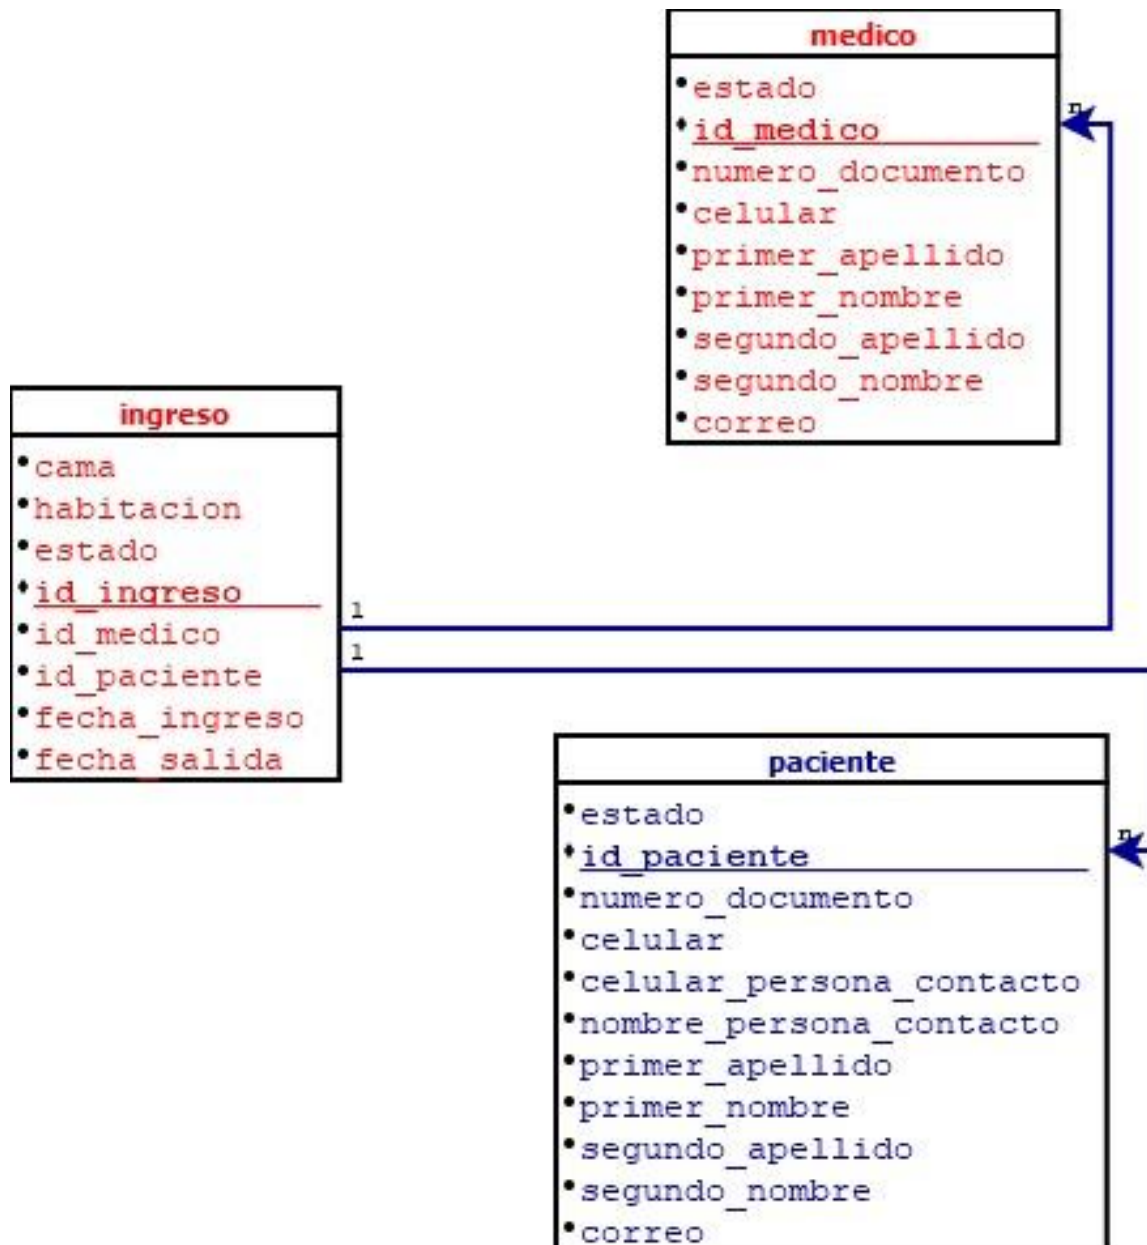 medico
estado
id_medico
numero_documento
celular
primer_apellido
primer_nombre
segundo_apellido
segundo_nombre
correo
n
ingreso
cama
habitacion
estado
id_ingreso
id_medico
id_paciente
fecha_ingreso
fecha_salida
1
1
paciente
estado
id_paciente
numero_documento
celular
celular_persona_contacto
nombre_persona_contacto
primer_apellido
primer_nombre
segundo_apellido
segundo_nombre
correo
n